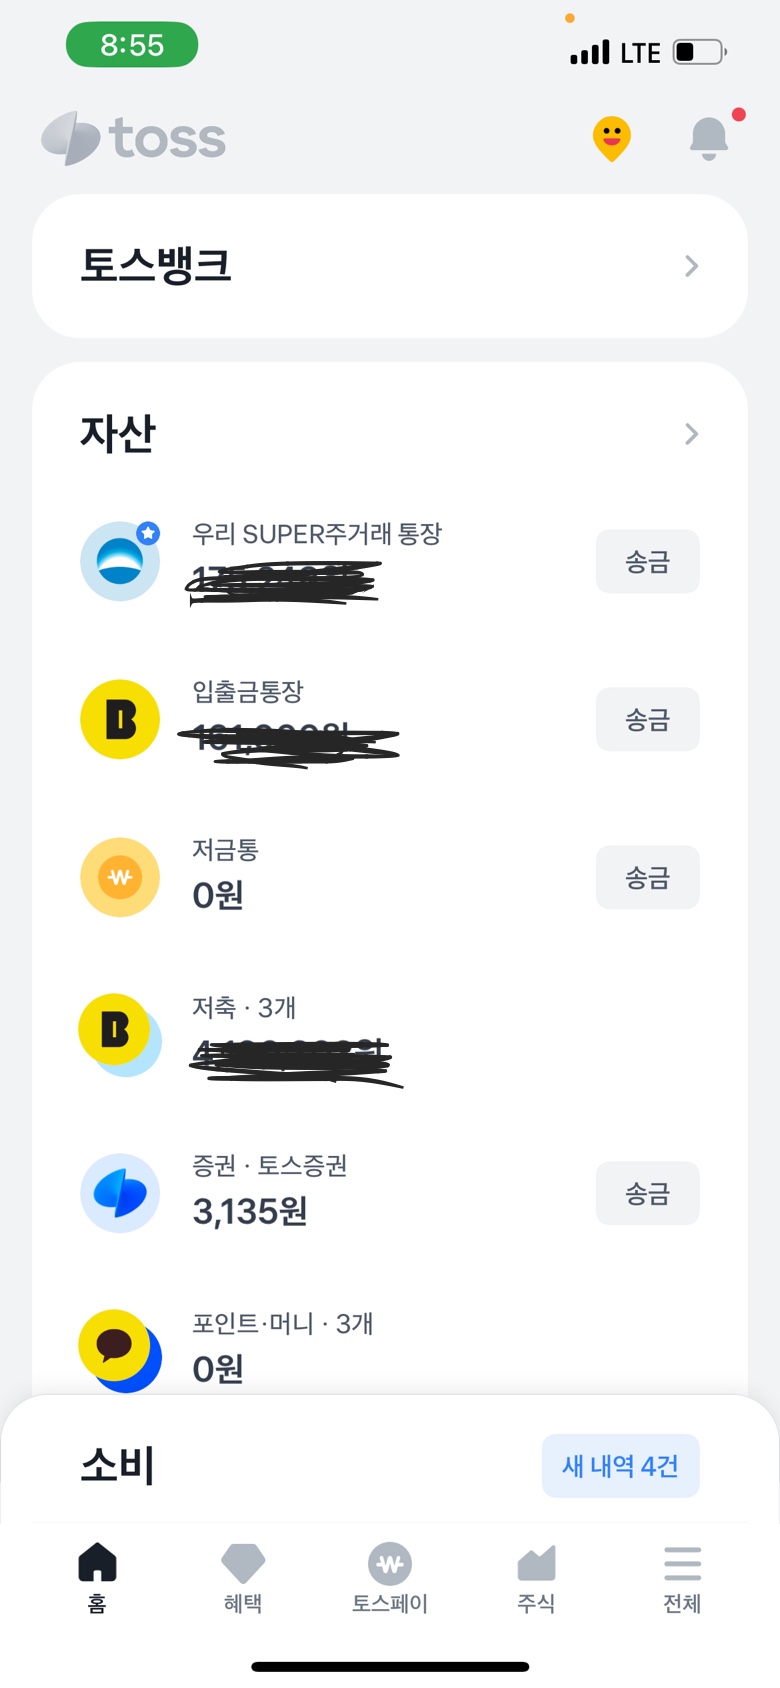 8:55
LTE
toss
토스뱅크
자산
우리 SUPER주거래 통장
송금
입출금통장
송금
저금통
0원
송금
저축 · 3개
증권 · 토스증권
3,135원
송금
포인트·머니 · 3개
0원
소비
새 내역 4건
홈
혜택
토스페이
주식
전체